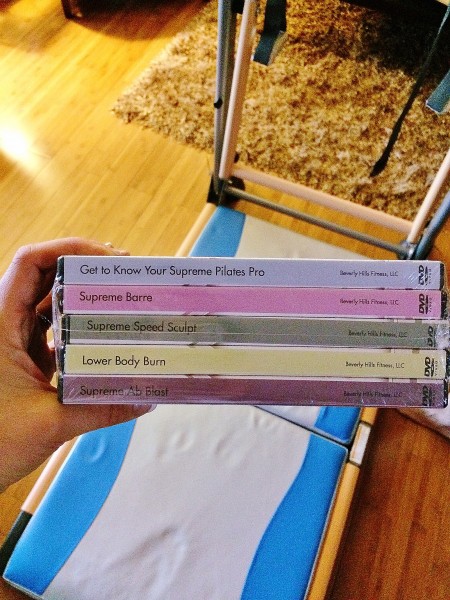 Get to Know Your Supreme Pilates Pro Beverly Hills Fitness, LLC DVD
Supreme Barre Beverly Hills Fitness, LLC DVD
Supreme Speed Sculpt Beverly Hills Fitness, LLC DVD
Lower Body Burn Beverly Hills Fitness, LLC DVD
Supreme Ab Blast Beverly Hills Fitness, LLC DVD